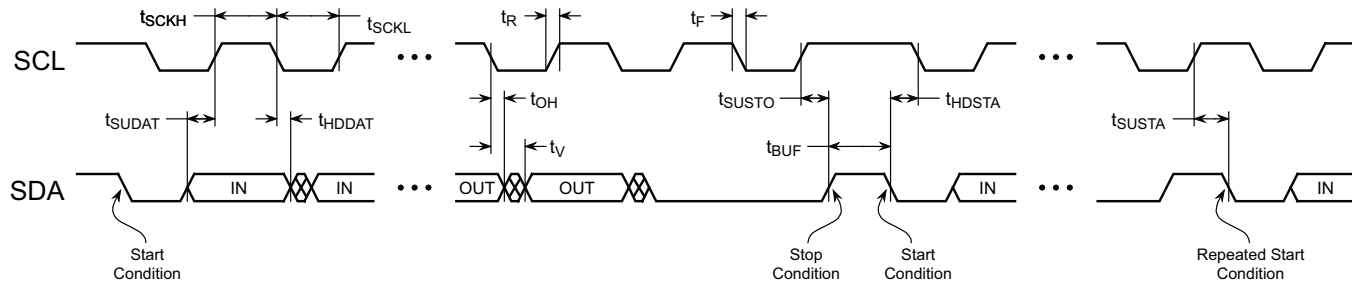 tSCKH
tSCKL
tR
tF
SCL
tOH
tSUSTO
tHDSTA
tSUDAT
tHDDAT
tSUSTA
tV
tBUF
SDA
IN
IN
OUT
OUT
IN
IN
Start
Condition
Stop
Condition
Start
Condition
Repeated Start
Condition